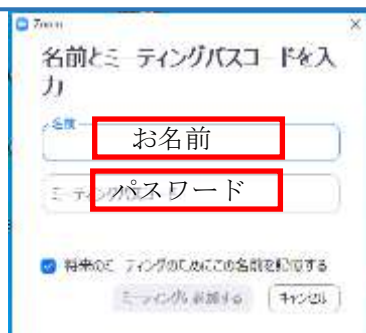 Zoom
名前とミーティングパスコードを入
力
名前
お名前
パスワード
将来のミーティングのためにこの名前を記憶する
ミーティングに参加する
キャンセル